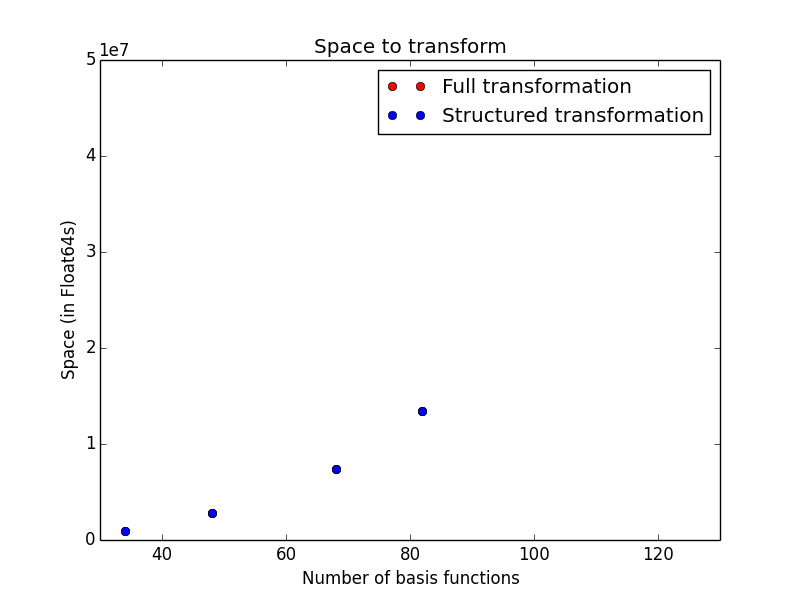 Space to transform
1e7
Full transformation
Structured transformation
5
4
3
2
1
0
Space (in Float64s)
40 60 80 100 120
Number of basis functions